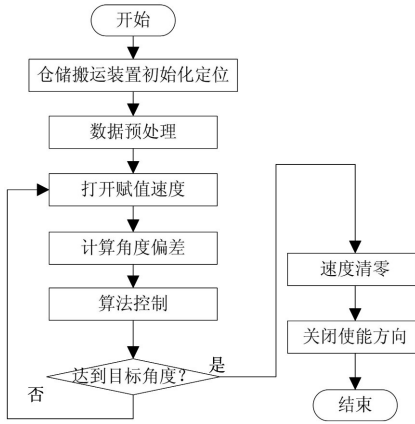 开始
仓储搬运装置初始化定位
数据预处理
打开赋值速度
计算角度偏差
算法控制
达到目标角度？
是
否
速度清零
关闭使能方向
结束